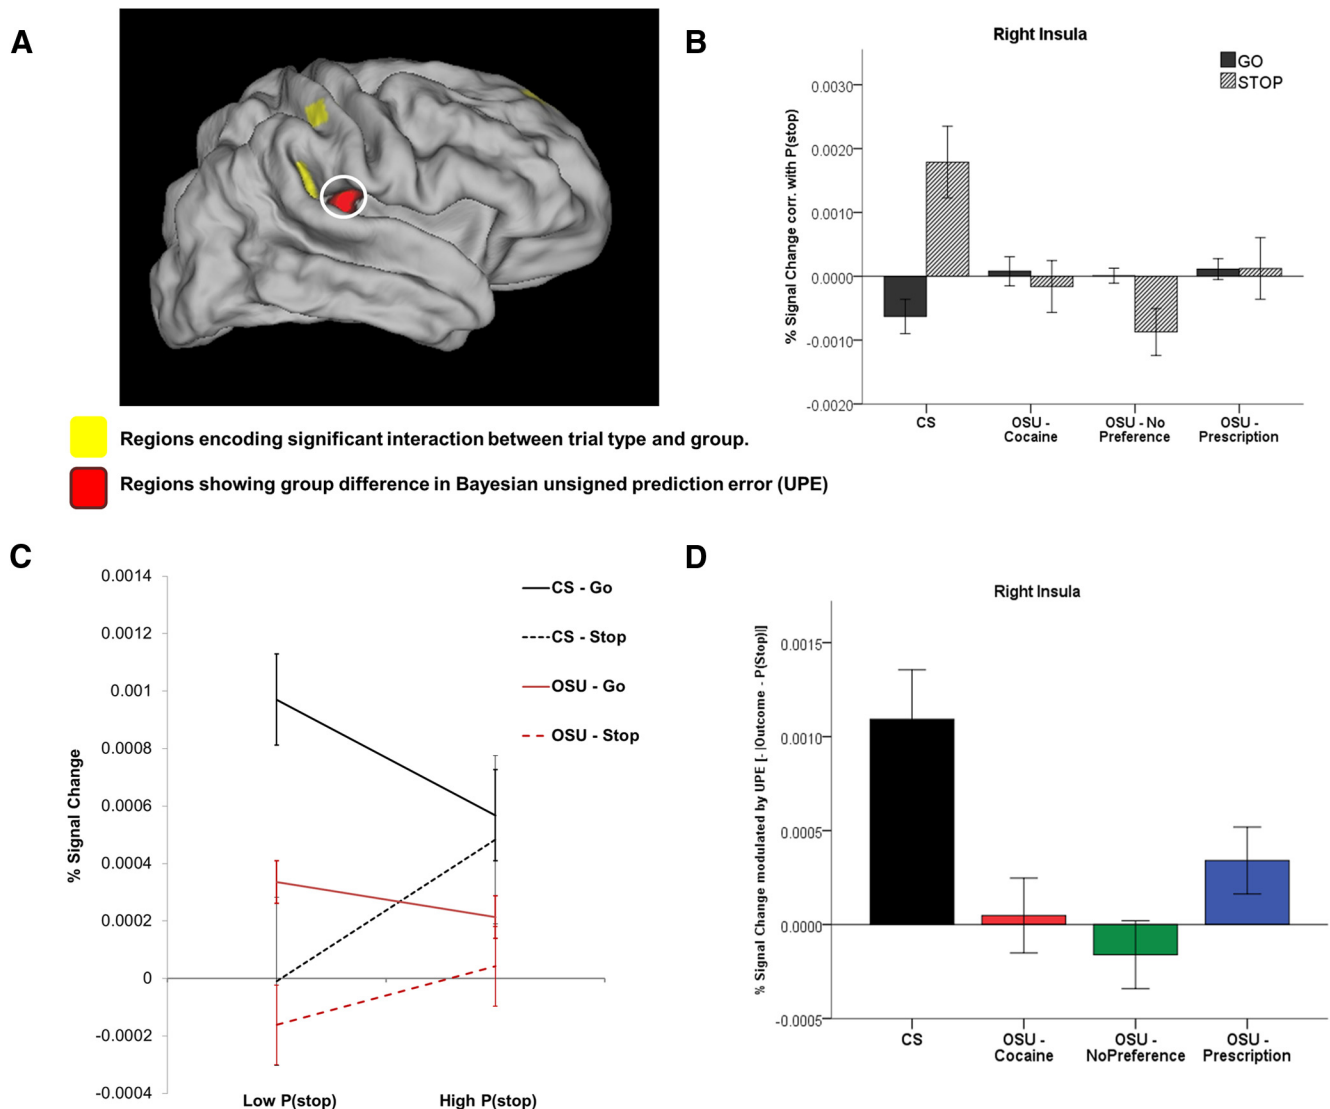 A
Regions encoding significant interaction between trial type and group.
Regions showing group difference in Bayesian unsigned prediction error (UPE)
B
Right Insula
GO
STOP
% Signal Change corr. with P(stop)
0.0030
0.0020
0.0010
0.0000
-0.0010
-0.0020
CS
OSU -
Cocaine
OSU - No
Preference
OSU -
Prescription
C
% Signal Change
0.0014
0.0012
0.001
0.0008
0.0006
0.0004
0.0002
0
-0.0002
-0.0004
CS - Go
CS - Stop
OSU - Go
OSU - Stop
Low P(stop)
High P(stop)
D
Right Insula
% Signal Change modulated by UPE [- |Outcome - P(Stop)|]
0.0015
0.0010
0.0005
0.0000
-0.0005
CS
OSU -
Cocaine
OSU -
NoPreference
OSU -
Prescription